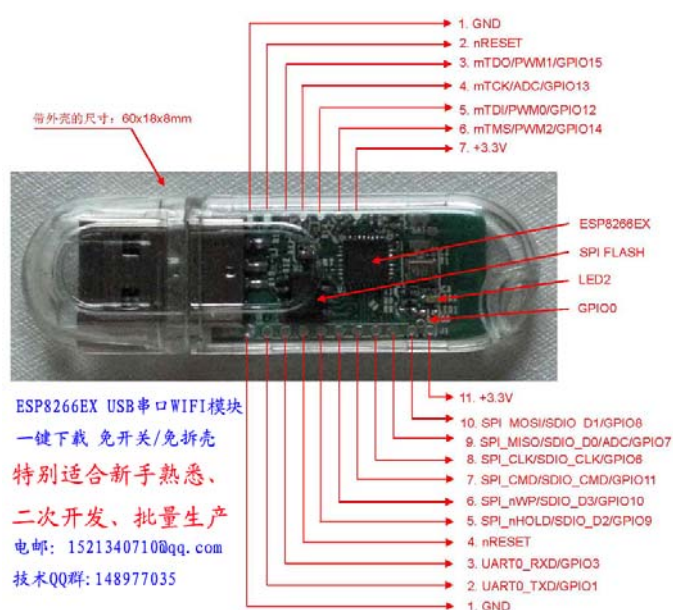 1. GND
2. nRESET
3. mTDO/PWM1/GPIO15
4. mTCK/ADC/GPIO13
5. mTDI/PWM0/GPIO12
6. mTMS/PWM2/GPIO14
7. +3.3V
带外壳的尺寸：60x18x8mm
ESP8266EX
SPI FLASH
LED2
GPIO0
11. +3.3V
10. SPI_MOSI/SDIO_D1/GPIO8
9. SPI_MISO/SDIO_D0/ADC/GPIO7
8. SPI_CLK/SDIO_CLK/GPIO6
7. SPI_CMD/SDIO_CMD/GPIO11
6. SPI_nWP/SDIO_D3/GPIO10
5. SPI_nHOLD/SDIO_D2/GPIO9
4. nRESET
3. UART0_RXD/GPIO3
2. UART0_TXD/GPIO1
1. GND
ESP8266EX USB串口WIFI模块
一键下载 免开关/免拆壳
特别适合新手熟悉、
二次开发、批量生产
电邮: 1521340710@qq.com
技术QQ群:148977035